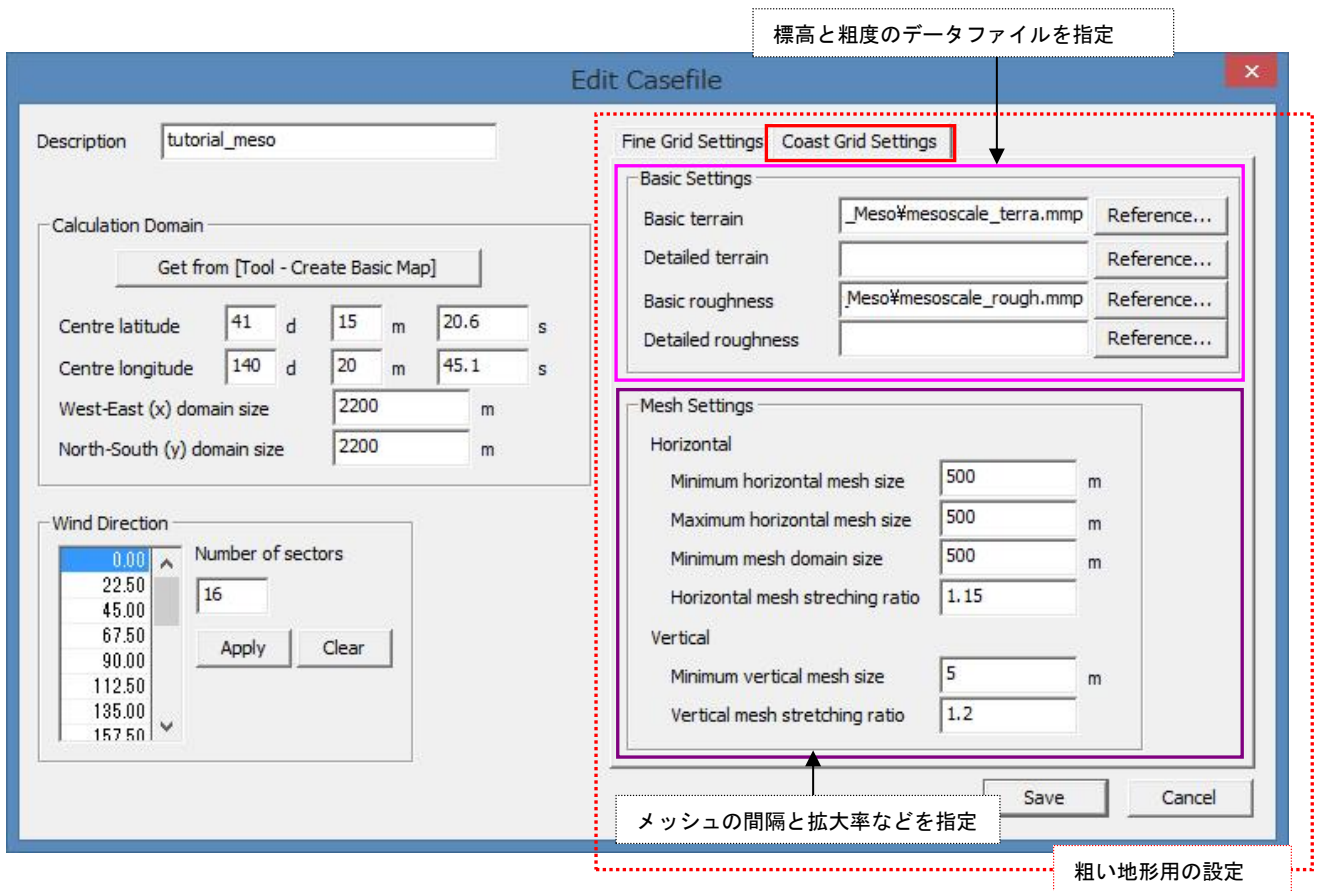 標高と粗度のデータファイルを指定
Edit Casefile
Description tutorial_meso
Calculation Domain
Get from [Tool - Create Basic Map]
Centre latitude 41 d 15 m 20.6 s
Centre longitude 140 d 20 m 45.1 s
West-East (x) domain size 2200 m
North-South (y) domain size 2200 m
Wind Direction
0.00
22.50
45.00
67.50
90.00
112.50
135.00
157.50
Number of sectors
16
Apply Clear
Fine Grid Settings Coast Grid Settings
Basic Settings
Basic terrain _Meso¥mesoscale_terra.mmp Reference...
Detailed terrain Reference...
Basic roughness Meso¥mesoscale_rough.mmp Reference...
Detailed roughness Reference...
Mesh Settings
Horizontal
Minimum horizontal mesh size 500 m
Maximum horizontal mesh size 500 m
Minimum mesh domain size 500 m
Horizontal mesh streching ratio 1.15
Vertical
Minimum vertical mesh size 5 m
Vertical mesh stretching ratio 1.2
Save Cancel
メッシュの間隔と拡大率などを指定
粗い地形用の設定